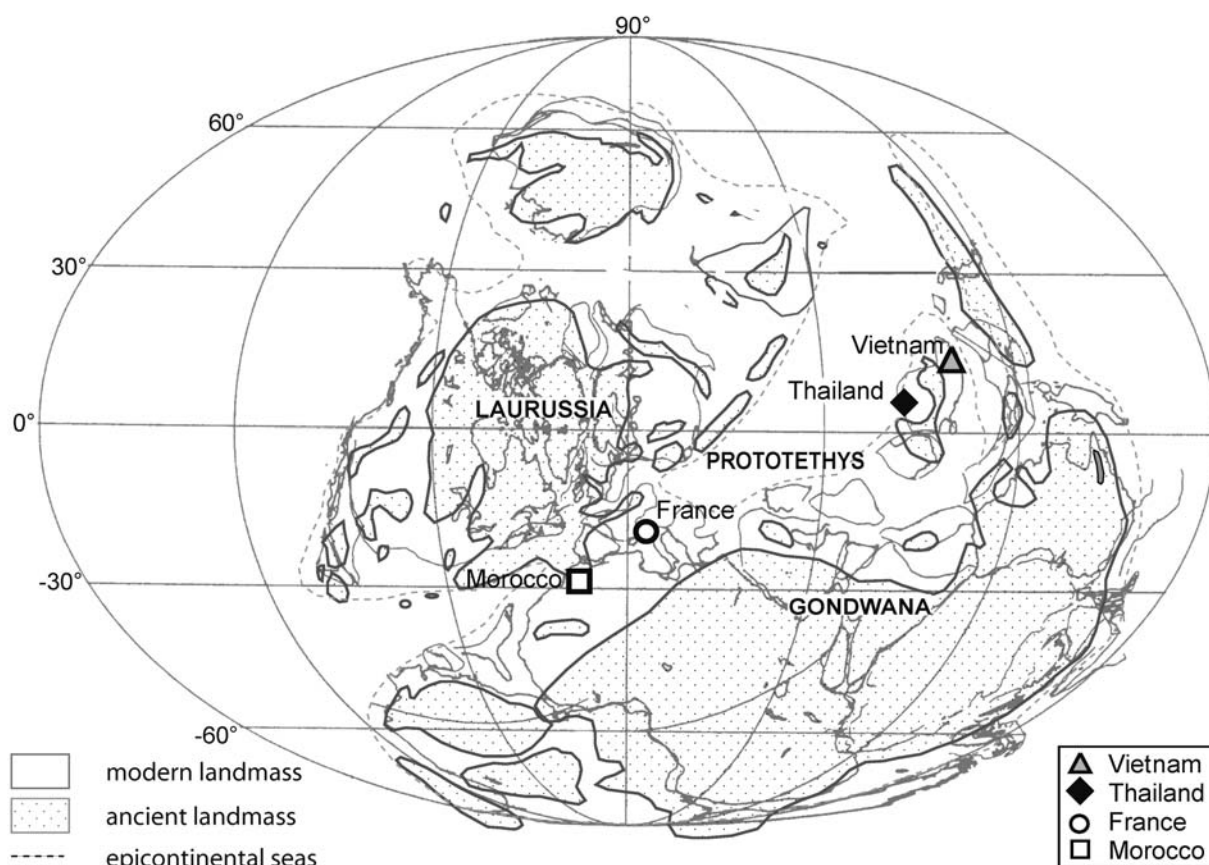 90°
60°
30°
Vietnam
Thailand
0°
LAURUSSIA
PROTOTETHYS
France
-30°
Morocco
GONDWANA
-60°
modern landmass
ancient landmass
epicontinental seas
Vietnam
Thailand
France
Morocco